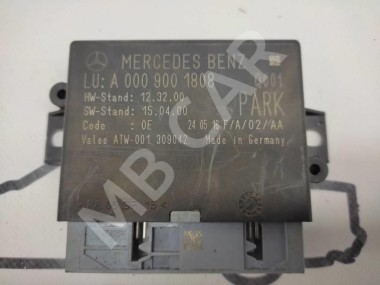 MERCEDES BENZ
LU: A 000 900 1808 0001
HW-Stand: 12.32.00
SW-Stand: 15.04.00 PARK
Code : 0E 24 05 16 F/A/02/AA
Valeo ATW-001 309042 Made in Germany
MB CAR